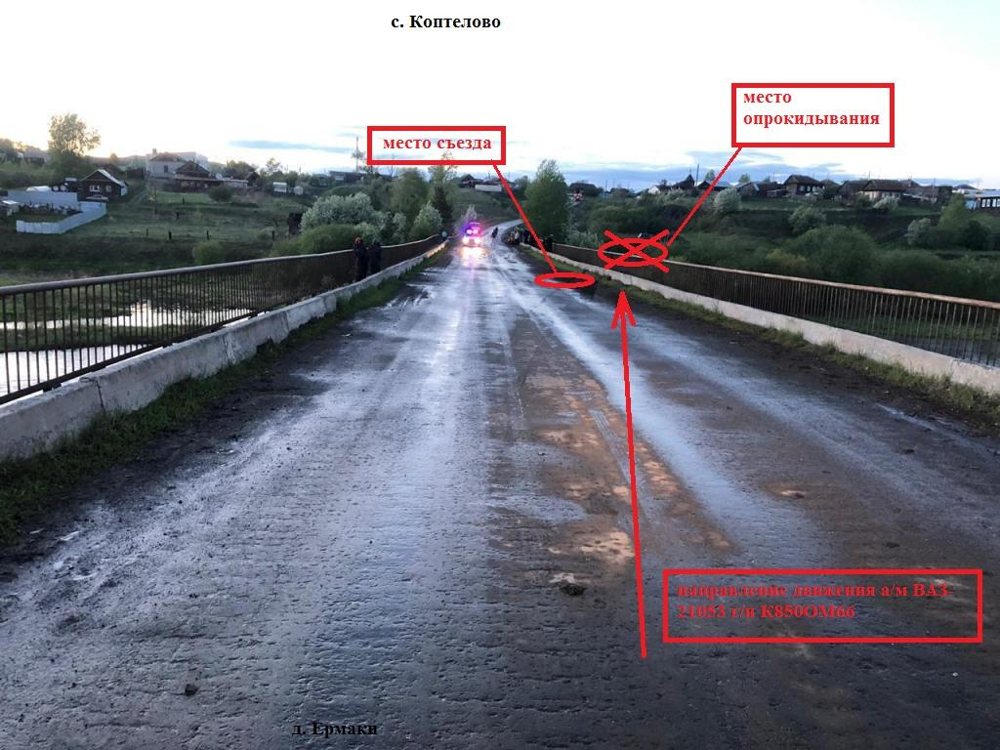 с. Коптелово
место
опрокидывания
место съезда
направление движения а/м ВАЗ-
21053 г/н К850ОМ66
д. Ермаки